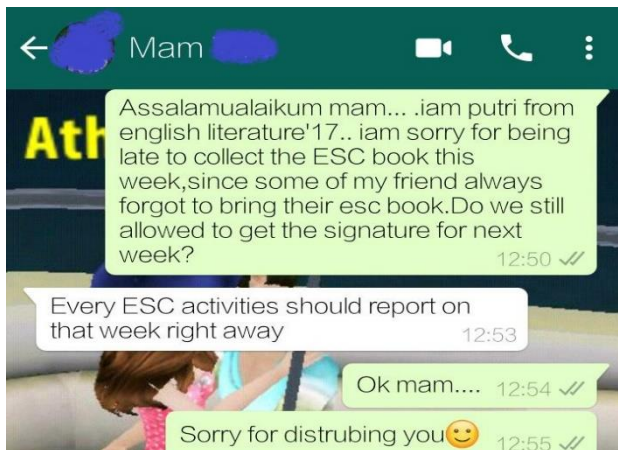 Mam
Ath
Assalamualaikum mam... .iam putri from
english literature'17.. iam sorry for being
late to collect the ESC book this
week,since some of my friend always
forgot to bring their esc book.Do we still
allowed to get the signature for next
week?
12:50
Every ESC activities should report on
that week right away
12:53
Ok mam.... 12:54
Sorry for distrubing you🙂 12:55